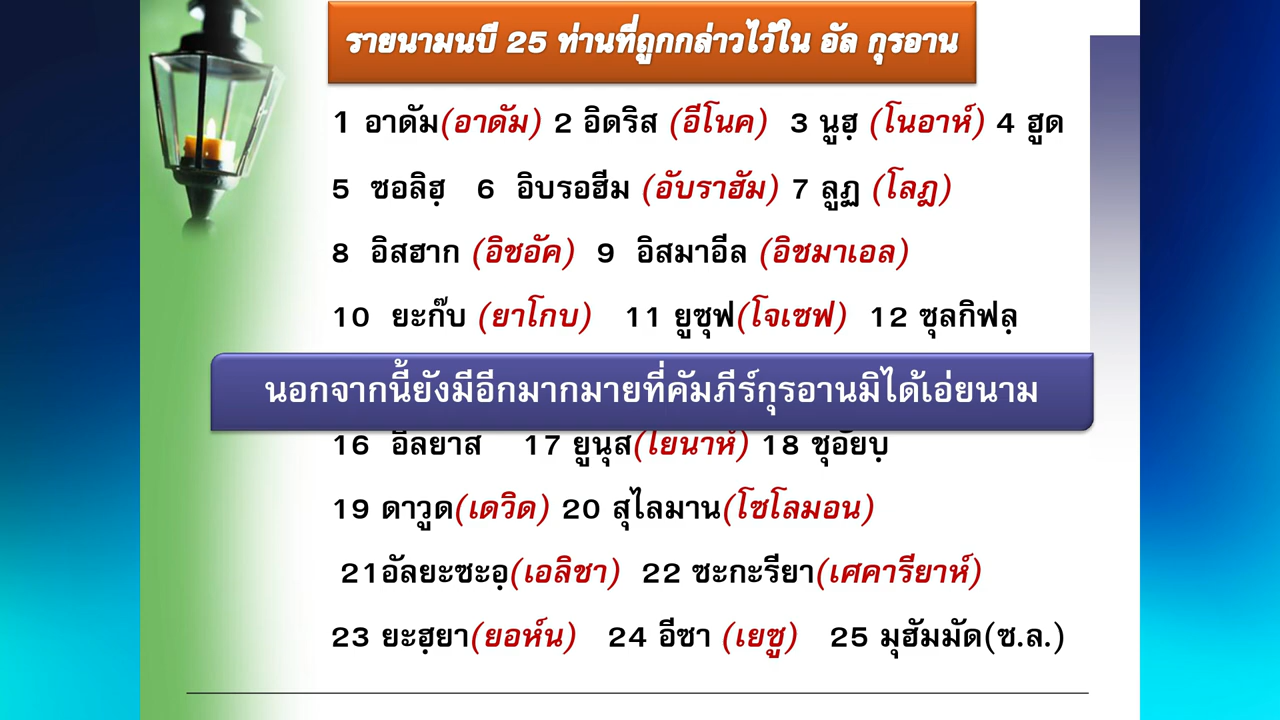 รายนามนบี 25 ท่านที่ถูกกล่าวไว้ใน อัล กุรอาน
1 อาดัม(อาดัม) 2 อิดริส (อีโนค) 3 นูฮฺ (โนอาห์) 4 ฮูด
5 ซอลิฮฺ 6 อิบรอฮีม (อับราฮัม) 7 ลูฏ (โลฎ)
8 อิสฮาก (อิชอัค) 9 อิสมาอีล (อิชมาเอล)
10 ยะก๊บ (ยาโกบ) 11 ยูซุฟ(โจเซฟ) 12 ซุลกิฟลฺ
นอกจากนี้ยังมีอีกมากมายที่คัมภีร์กุรอานมิได้เอ่ยนาม
16 อิลยาส 17 ยูนุส(โยนาห์) 18 ชุอัยบฺ
19 ดาวูด(เดวิด) 20 สุไลมาน(โซโลมอน)
21อัลยะซะอฺ(เอลิชา) 22 ซะกะรียา(เศคารียาห์)
23 ยะฮฺยา(ยอห์น) 24 อีซา (เยซู) 25 มุฮัมมัด(ซ.ล.)